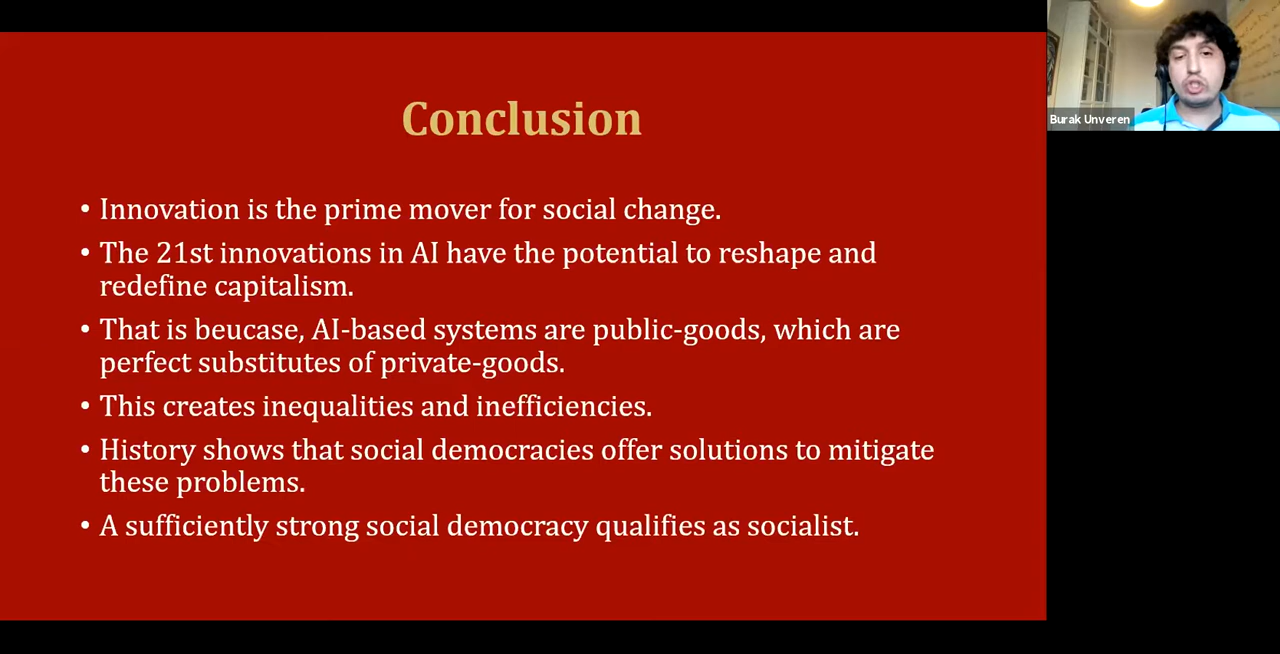 Conclusion
• Innovation is the prime mover for social change.
• The 21st innovations in AI have the potential to reshape and
redefine capitalism.
• That is beucase, AI-based systems are public-goods, which are
perfect substitutes of private-goods.
• This creates inequalities and inefficiencies.
• History shows that social democracies offer solutions to mitigate
these problems.
• A sufficiently strong social democracy qualifies as socialist.
Burak Unveren